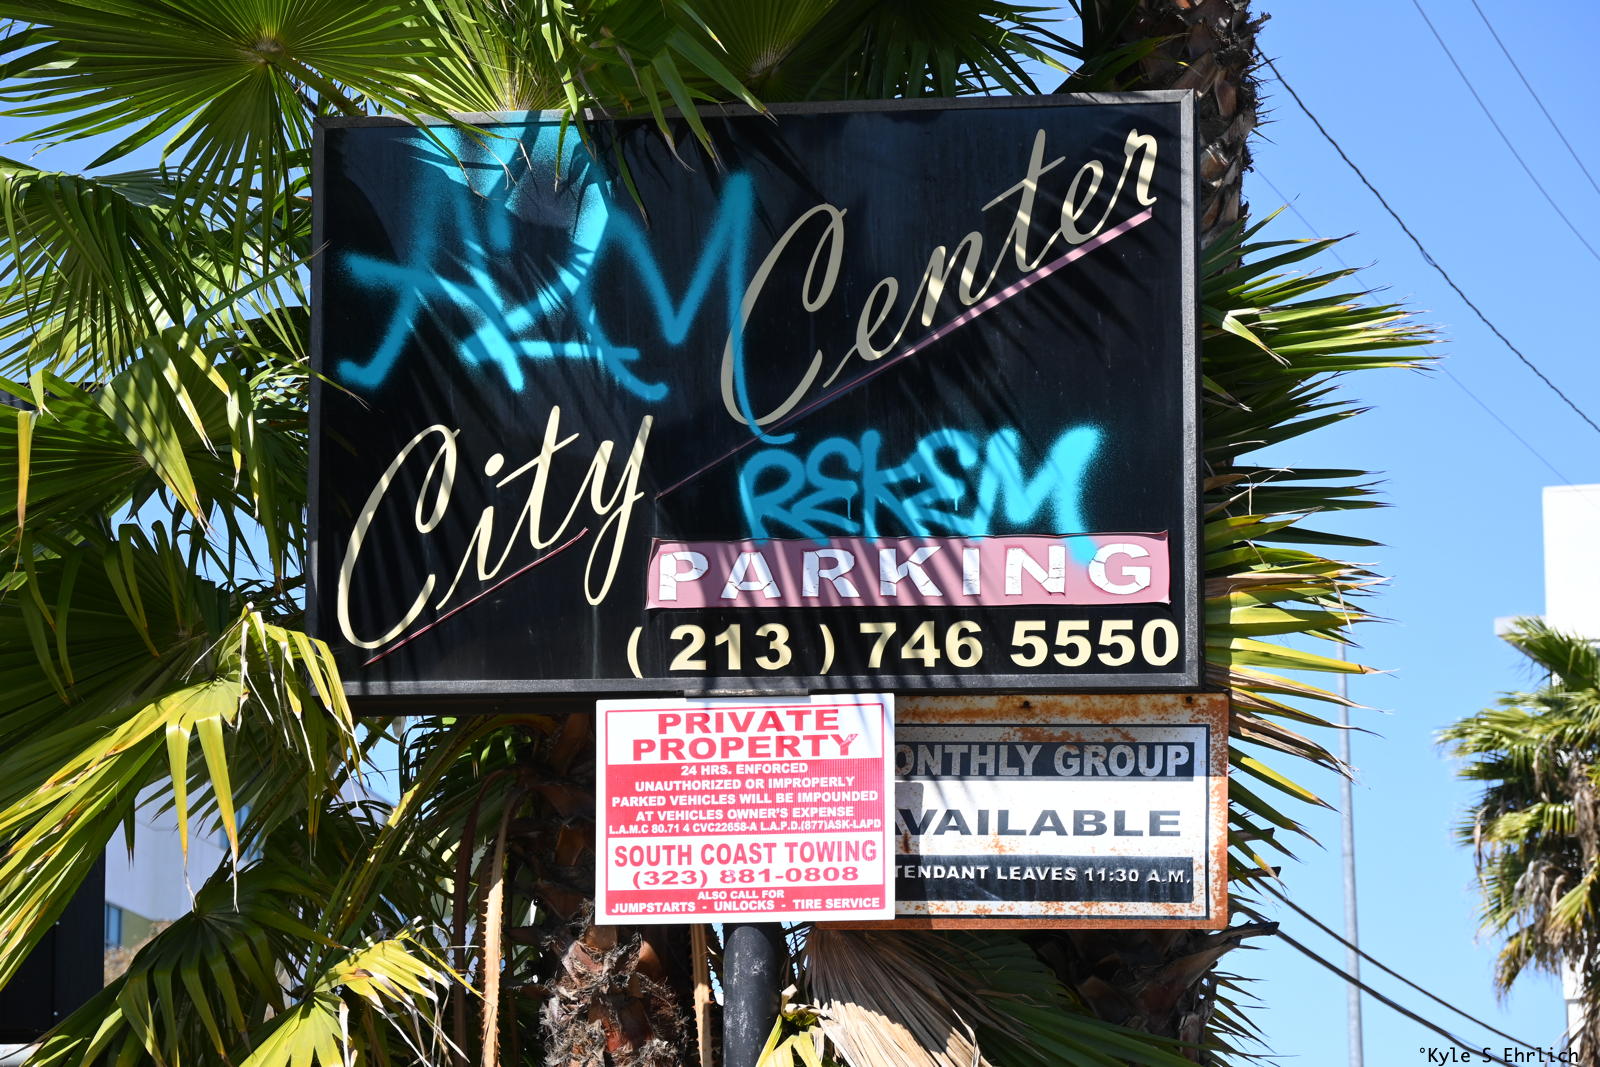 City Center
REKEM
PARKING
( 213 ) 746 5550
PRIVATE
PROPERTY
24 HRS. ENFORCED
UNAUTHORIZED OR IMPROPERLY
PARKED VEHICLES WILL BE IMPOUNDED
AT VEHICLES OWNER'S EXPENSE
L.A.M.C 80.71 4 CVC22658-A L.A.P.D.(877)ASK-LAPD
SOUTH COAST TOWING
(323) 881-0808
ALSO CALL FOR
JUMPSTARTS - UNLOCKS - TIRE SERVICE
ONTHLY GROUP
VAILABLE
TENDANT LEAVES 11:30 A.M.
°Kyle S Ehrlich